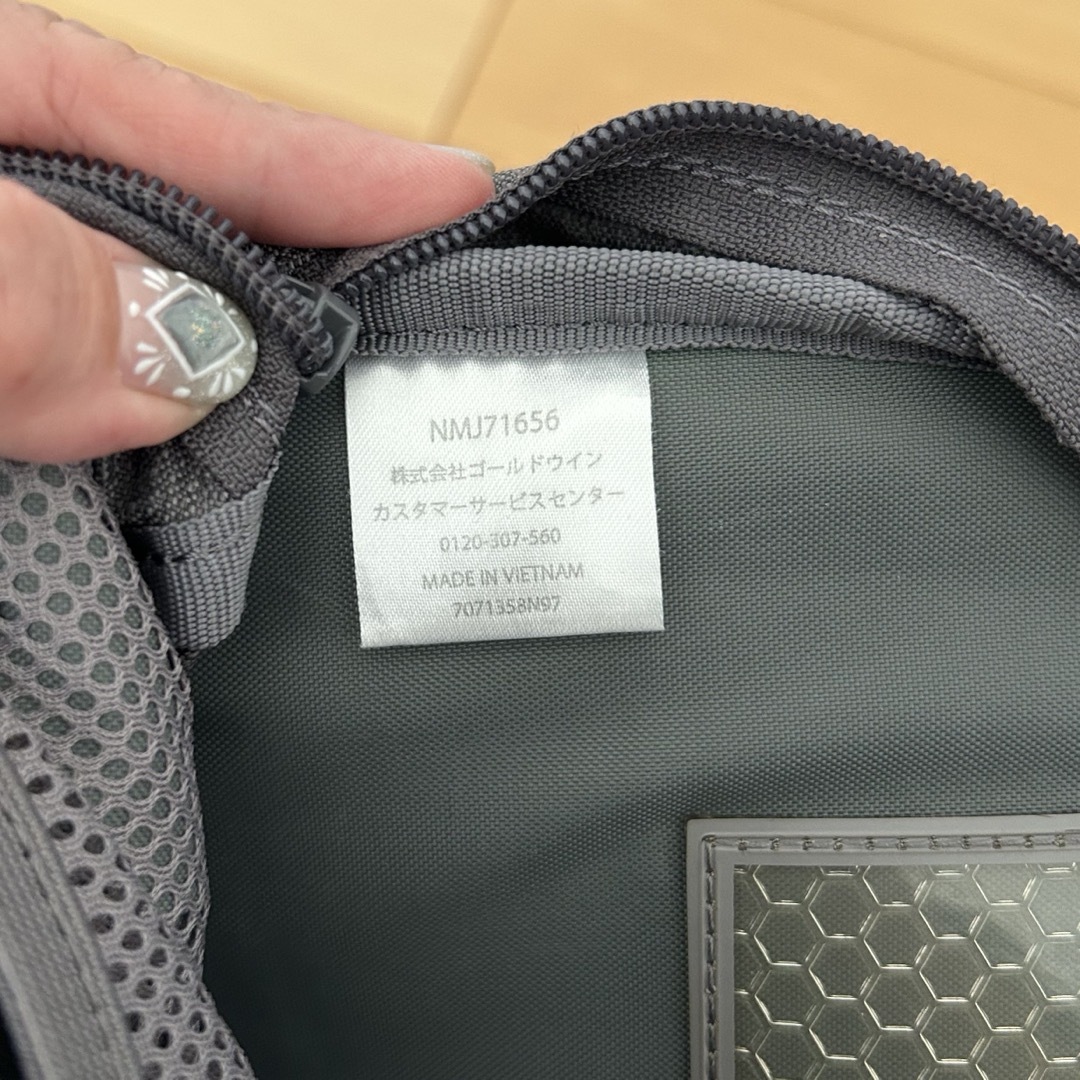 NMJ71656
株式会社ゴールドウイン
カスタマーサービスセンター
0120-307-560
MADE IN VIETNAM
7071358N97